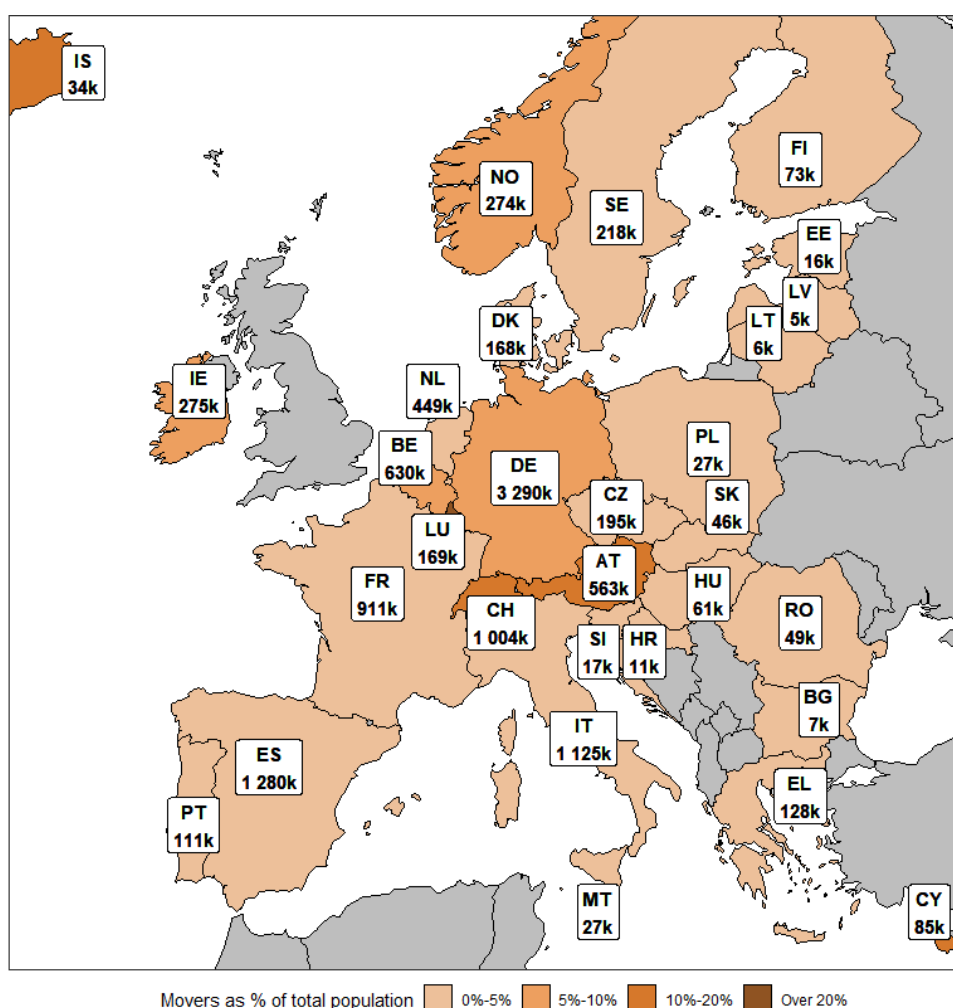 IS
34k
NO
274k
FI
73k
SE
218k
EE
16k
LV
5k
LT
6k
DK
168k
IE
275k
NL
449k
BE
630k
DE
3 290k
PL
27k
CZ
195k
SK
46k
LU
169k
AT
563k
FR
911k
CH
1 004k
HU
61k
RO
49k
SI
17k
HR
11k
BG
7k
IT
1 125k
ES
1 280k
EL
128k
PT
111k
MT
27k
CY
85k
Movers as % of total population 0%-5% 5%-10% 10%-20% Over 20%